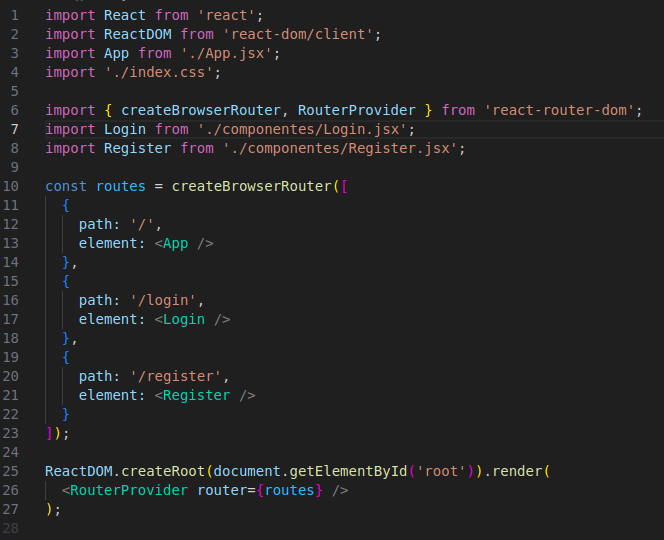 1 import React from 'react';
2 import ReactDOM from 'react-dom/client';
3 import App from './App.jsx';
4 import './index.css';
5
6 import { createBrowserRouter, RouterProvider } from 'react-router-dom';
7 import Login from './componentes/Login.jsx';
8 import Register from './componentes/Register.jsx';
9
10 const routes = createBrowserRouter([
11   {
12     path: '/',
13     element: <App />
14   },
15   {
16     path: '/login',
17     element: <Login />
18   },
19   {
20     path: '/register',
21     element: <Register />
22   }
23 ]);
24
25 ReactDOM.createRoot(document.getElementById('root')).render(
26   <RouterProvider router={routes} />
27 );
28